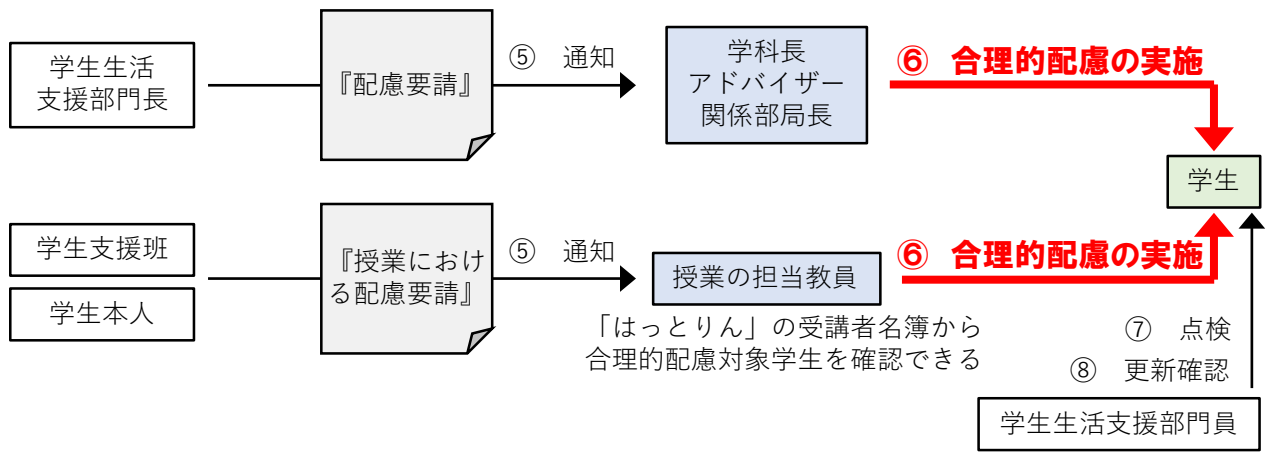 学生生活
支援部門長
『配慮要請』
⑤ 通知
学科長
アドバイザー
関係部局長
⑥ 合理的配慮の実施
学生
学生支援班
学生本人
『授業におけ
る配慮要請』
⑤ 通知
授業の担当教員
⑥ 合理的配慮の実施
「はっとりん」の受講者名簿から
合理的配慮対象学生を確認できる
⑦ 点検
⑧ 更新確認
学生生活支援部門員